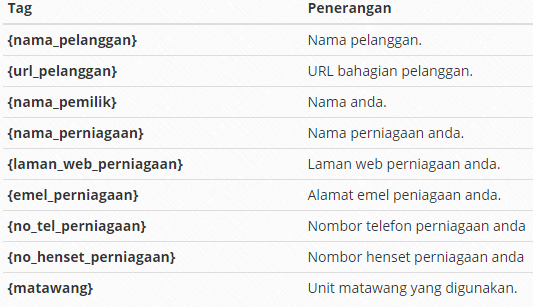 Tag Penerangan
{nama_pelanggan} Nama pelanggan.
{url_pelanggan} URL bahagian pelanggan.
{nama_pemilik} Nama anda.
{nama_perniagaan} Nama perniagaan anda.
{laman_web_perniagaan} Laman web perniagaan anda.
{emel_perniagaan} Alamat emel peniagaan anda.
{no_tel_perniagaan} Nombor telefon perniagaan anda
{no_henset_perniagaan} Nombor henset perniagaan anda
{matawang} Unit matawang yang digunakan.